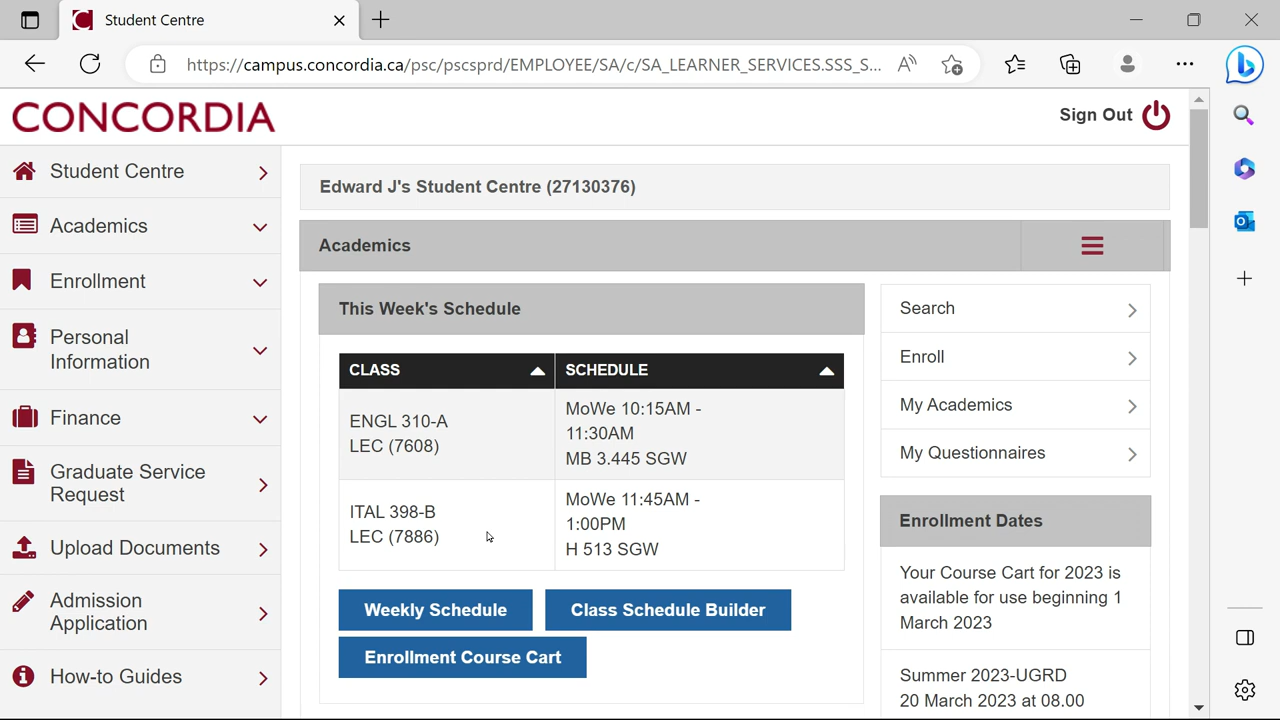 Student Centre
https://campus.concordia.ca/psc/pscsprd/EMPLOYEE/SA/c/SA_LEARNER_SERVICES.SSS_S...
CONCORDIA
Sign Out
Student Centre
Academics
Enrollment
Personal
Information
Finance
Graduate Service
Request
Upload Documents
Admission
Application
How-to Guides
Edward J's Student Centre (27130376)
Academics
This Week's Schedule
CLASS
SCHEDULE
ENGL 310-A
LEC (7608)
MoWe 10:15AM -
11:30AM
MB 3.445 SGW
ITAL 398-B
LEC (7886)
MoWe 11:45AM -
1:00PM
H 513 SGW
Weekly Schedule
Class Schedule Builder
Enrollment Course Cart
Search
Enroll
My Academics
My Questionnaires
Enrollment Dates
Your Course Cart for 2023 is
available for use beginning 1
March 2023
Summer 2023-UGRD
20 March 2023 at 08.00